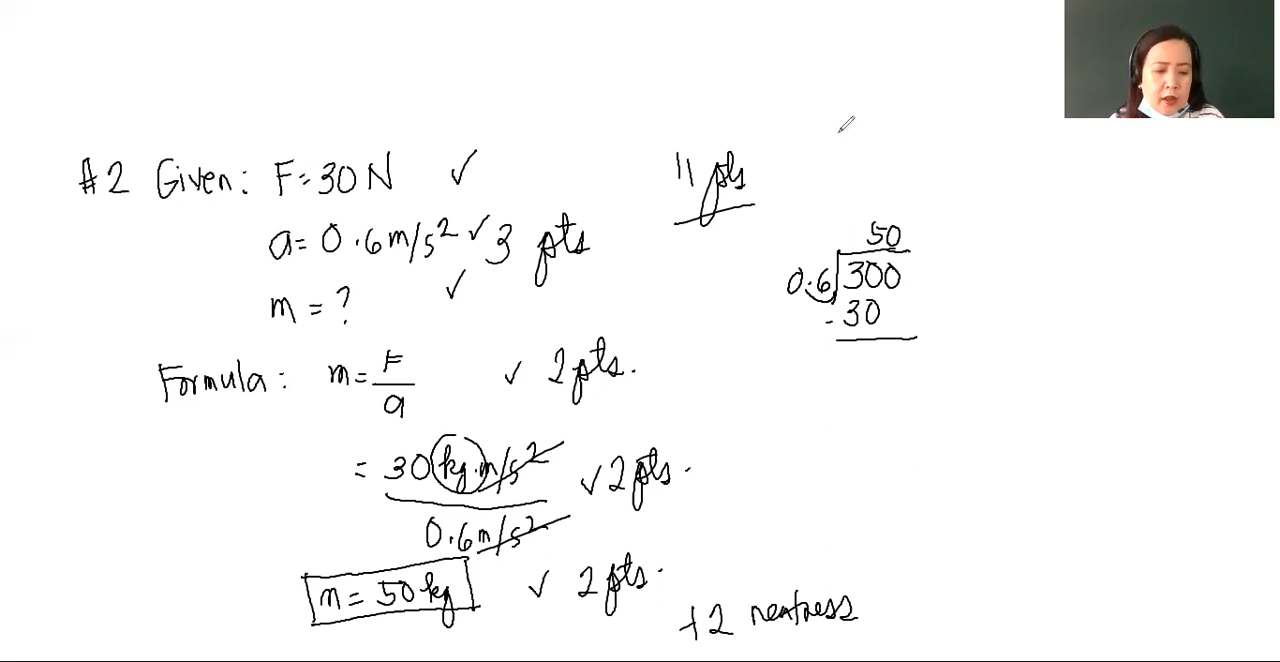 #2 Given: F = 30 N ✓ 11 pts
a = 0.6 m/s² ✓ 3 pts
m = ? ✓
50
0.6 300
- 30
Formula: m = F/a ✓ 2 pts.
= 30 kg·m/s² ✓ 2 pts.
0.6 m/s²
m = 50 kg ✓ 2 pts.
+2 neatness